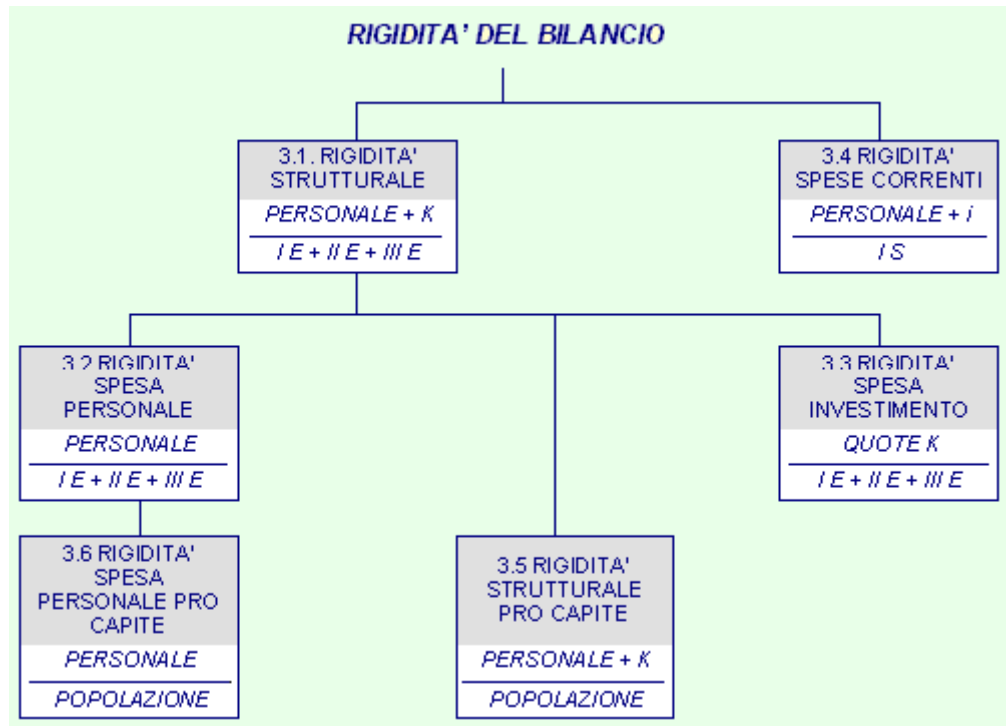 RIGIDITA' DEL BILANCIO
3.1. RIGIDITA'
STRUTTURALE
PERSONALE + K
I E + II E + III E
3.4 RIGIDITA'
SPESE CORRENTI
PERSONALE + i
I S
3.2 RIGIDITA'
SPESA
PERSONALE
PERSONALE
I E + II E + III E
3.3 RIGIDITA'
SPESA
INVESTIMENTO
QUOTE K
I E + II E + III E
3.6 RIGIDITA'
SPESA
PERSONALE PRO
CAPITE
PERSONALE
POPOLAZIONE
3.5 RIGIDITA'
STRUTTURALE
PRO CAPITE
PERSONALE + K
POPOLAZIONE